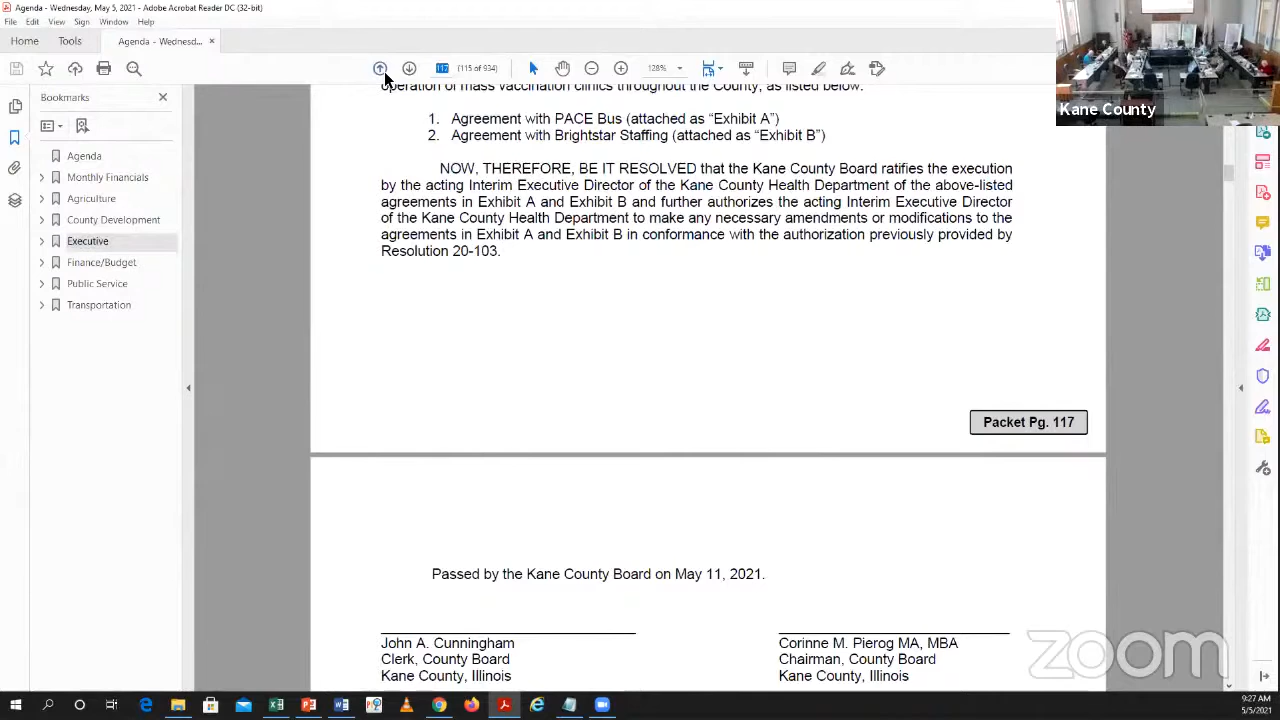 Agenda - Wednesday, May 5, 2021 - Adobe Acrobat Reader DC (32-bit)
File Edit View Sign Window Help
Home Tools Agenda - Wednesd... ×
117 (115 of 934) 128%
Bookmarks
Agenda
Monthly Financials
Agriculture
County Development
Executive
Finance/Budget
Public Service
Transportation
operation of mass vaccination clinics throughout the County, as listed below.
1. Agreement with PACE Bus (attached as “Exhibit A”)
2. Agreement with Brightstar Staffing (attached as “Exhibit B”)
NOW, THEREFORE, BE IT RESOLVED that the Kane County Board ratifies the execution
by the acting Interim Executive Director of the Kane County Health Department of the above-listed
agreements in Exhibit A and Exhibit B and further authorizes the acting Interim Executive Director
of the Kane County Health Department to make any necessary amendments or modifications to the
agreements in Exhibit A and Exhibit B in conformance with the authorization previously provided by
Resolution 20-103.
Packet Pg. 117
Passed by the Kane County Board on May 11, 2021.
John A. Cunningham
Clerk, County Board
Kane County, Illinois
Corinne M. Pierog MA, MBA
Chairman, County Board
Kane County, Illinois
Kane County
zoom
9:27 AM
5/5/2021